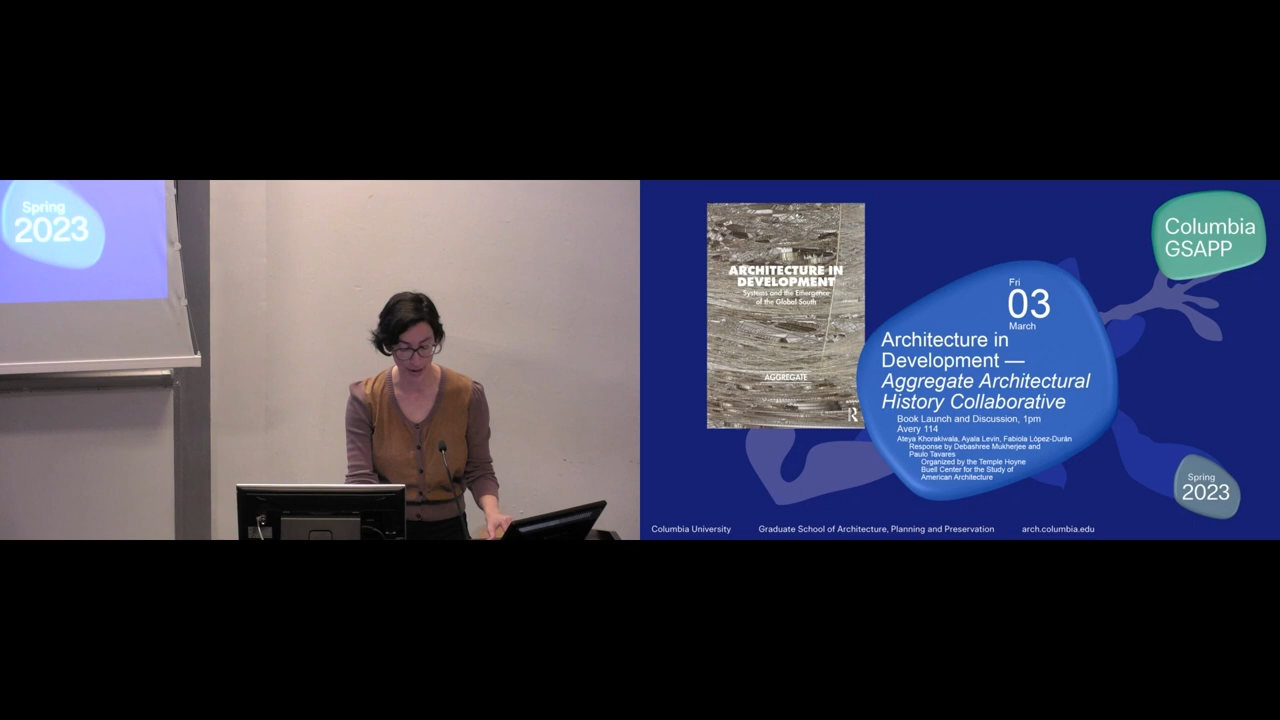 Spring
2023
ARCHITECTURE IN
DEVELOPMENT
Systems and the Emergence
of the Global South
AGGREGATE
R
Columbia
GSAPP
Fri
03
March
Architecture in
Development —
Aggregate Architectural
History Collaborative
Book Launch and Discussion, 1pm
Avery 114
Ateya Khorakiwala, Ayala Levin, Fabiola López-Durán
Response by Debashree Mukherjee and
Paulo Tavares
Organized by the Temple Hoyne
Buell Center for the Study of
American Architecture
Spring
2023
Columbia University Graduate School of Architecture, Planning and Preservation arch.columbia.edu